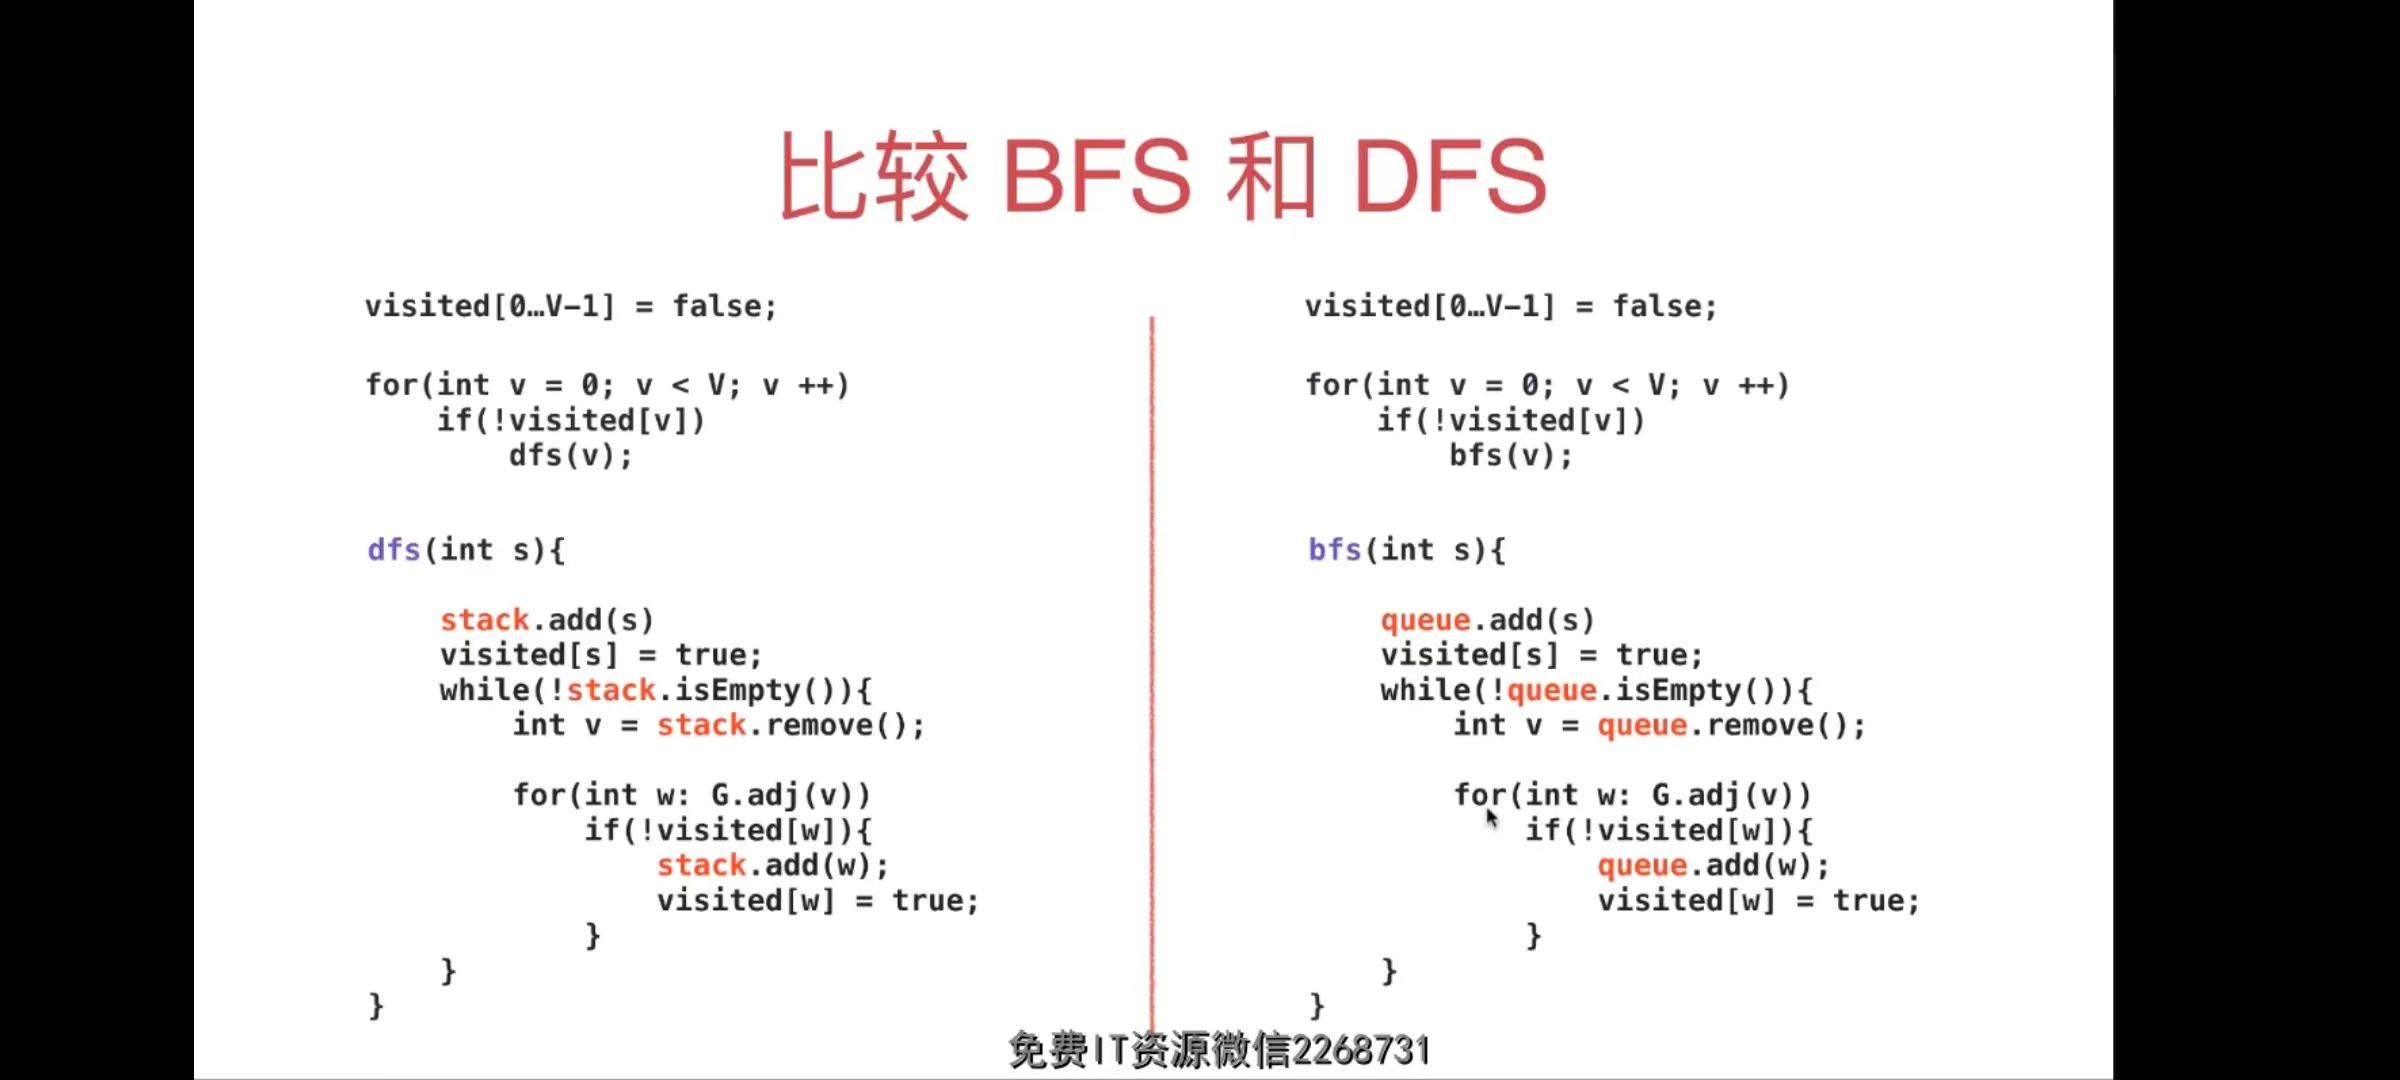 比较 BFS 和 DFS
visited[0…V-1] = false;
for(int v = 0; v < V; v ++)
if(!visited[v])
dfs(v);
dfs(int s){
stack.add(s)
visited[s] = true;
while(!stack.isEmpty()){
int v = stack.remove();
for(int w: G.adj(v))
if(!visited[w]){
stack.add(w);
visited[w] = true;
}
}
}
visited[0…V-1] = false;
for(int v = 0; v < V; v ++)
if(!visited[v])
bfs(v);
bfs(int s){
queue.add(s)
visited[s] = true;
while(!queue.isEmpty()){
int v = queue.remove();
for(int w: G.adj(v))
if(!visited[w]){
queue.add(w);
visited[w] = true;
}
}
}
免费IT资源微信2268731